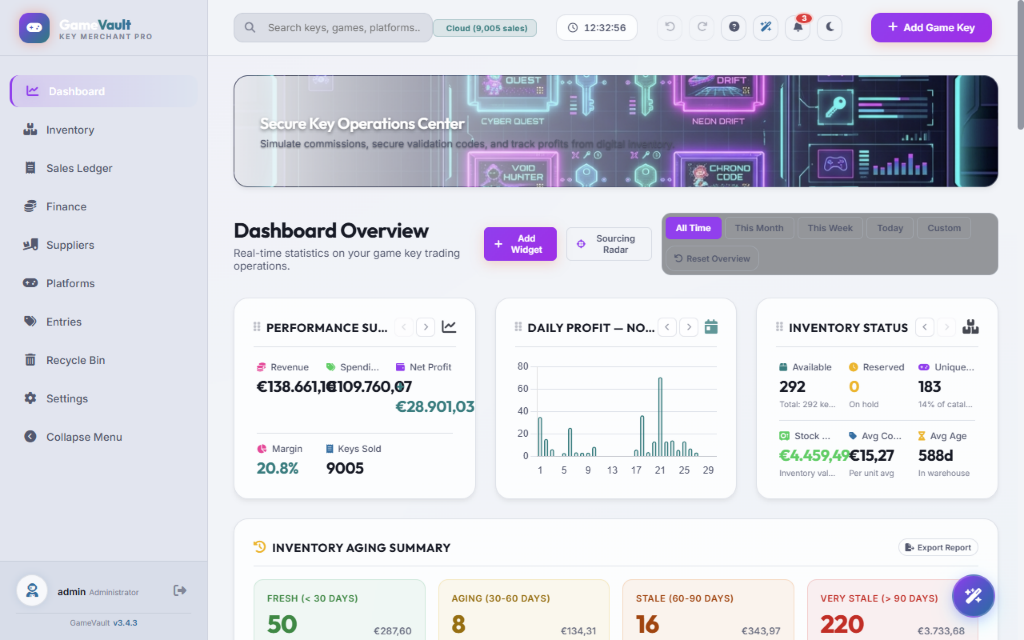 GameVault
KEY MERCHANT PRO
Search keys, games, platforms..
Cloud (9,005 sales)
12:32:56
3
+ Add Game Key
Dashboard
Inventory
Sales Ledger
Finance
Suppliers
Platforms
Entries
Recycle Bin
Settings
Collapse Menu
admin Administrator
GameVault v3.4.3
QUEST
DRIFT
CYBER QUEST
NEON DRIFT
VOID
HUNTER
CHRONO
CODE
Secure Key Operations Center
Simulate commissions, secure validation codes, and track profits from digital inventory.
Dashboard Overview
Real-time statistics on your game key trading
operations.
+ Add
Widget
Sourcing
Radar
All Time
This Month
This Week
Today
Custom
Reset Overview
PERFORMANCE SU...
Revenue
Spendi...
Net Profit
€109.760,07
€28.901,03
Margin
Keys Sold
20.8%
9005
DAILY PROFIT — NO...
80
60
40
20
0
1 5 9 13 17 21 25 29
INVENTORY STATUS
Available
Reserved
Unique...
292
0
183
Total: 292 ke...
On hold
14% of catal...
Stock ...
Avg Co...
Avg Age
€4.459,49
€15,27
588d
Inventory val...
Per unit avg
In warehouse
INVENTORY AGING SUMMARY
Export Report
FRESH (< 30 DAYS)
50
€287,60
AGING (30-60 DAYS)
8
€134,31
STALE (60-90 DAYS)
16
€343,97
VERY STALE (> 90 DAYS)
220
€3.733,68